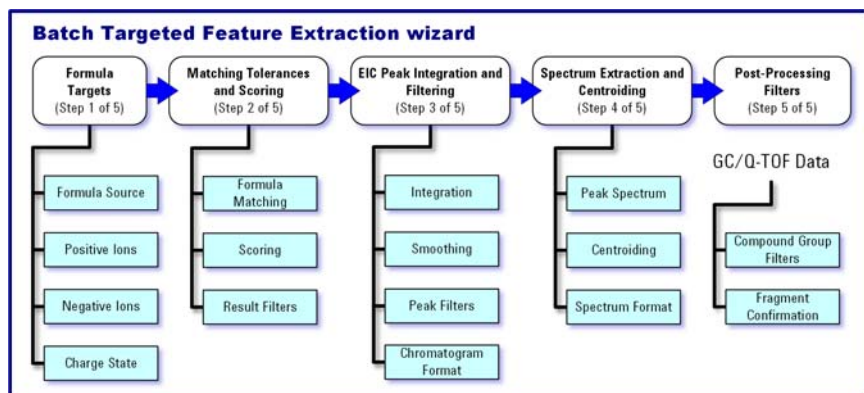 Batch Targeted Feature Extraction wizard
Formula
Targets
(Step 1 of 5)
Matching Tolerances
and Scoring
(Step 2 of 5)
EIC Peak Integration and
Filtering
(Step 3 of 5)
Spectrum Extraction and
Centroiding
(Step 4 of 5)
Post-Processing
Filters
(Step 5 of 5)
Formula Source
Positive Ions
Negative Ions
Charge State
Formula
Matching
Scoring
Result Filters
Integration
Smoothing
Peak Filters
Chromatogram
Format
Peak Spectrum
Centroiding
Spectrum Format
GC/Q-TOF Data
Compound Group
Filters
Fragment
Confirmation